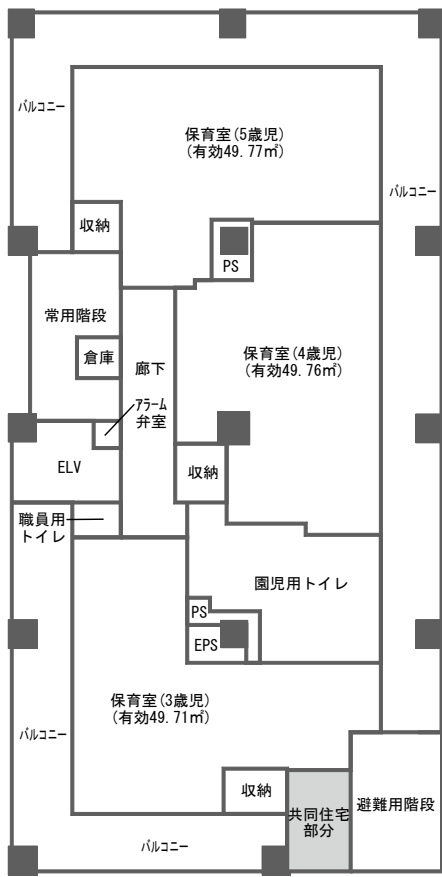 保育室(5歳児)
(有効49.77㎡)
バルコニー
バルコニー
収納
PS
常用階段
倉庫
廊下
保育室(4歳児)
(有効49.76㎡)
アラーム
弁室
ELV
収納
職員用
トイレ
園児用トイレ
PS
EPS
保育室(3歳児)
(有効49.71㎡)
バルコニー
収納
共同住宅
部分
避難用階段
バルコニー